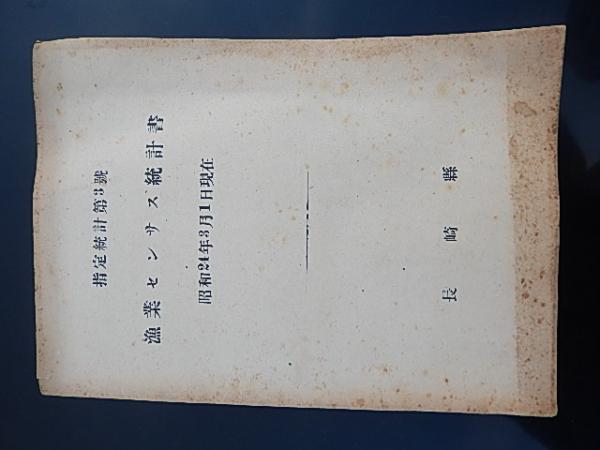 指定統計第3號
漁業センサス統計書
昭和24年3月1日現在
長崎縣